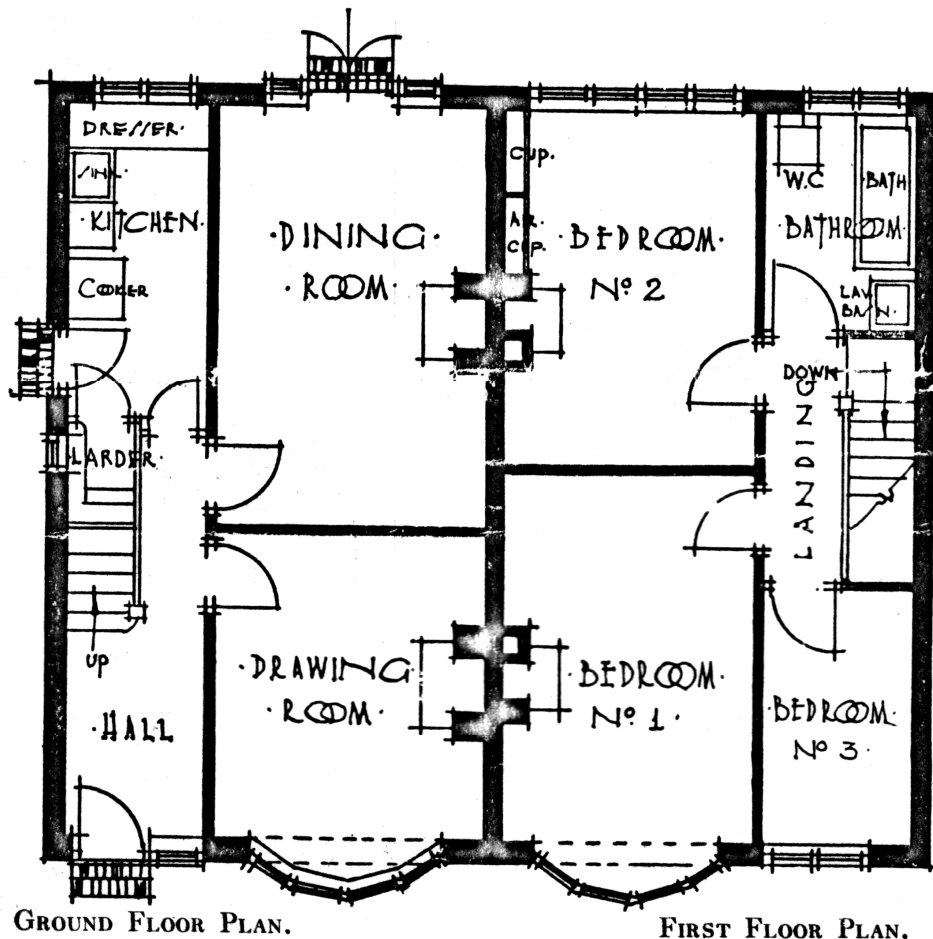 DRESSER.
SINK.
·KITCHEN·
COOKER
LARDER·
UP
·HALL
·DINING·
·ROOM·
·DRAWING·
ROOM·
CUP.
AIR.
CUP.
·BEDROOM·
No 2
·BEDROOM·
No 1·
W.C
BATH
·BATHROOM·
LAV.
BASIN.
DOWN
LANDING
·BEDROOM·
No 3·
GROUND FLOOR PLAN.
FIRST FLOOR PLAN.